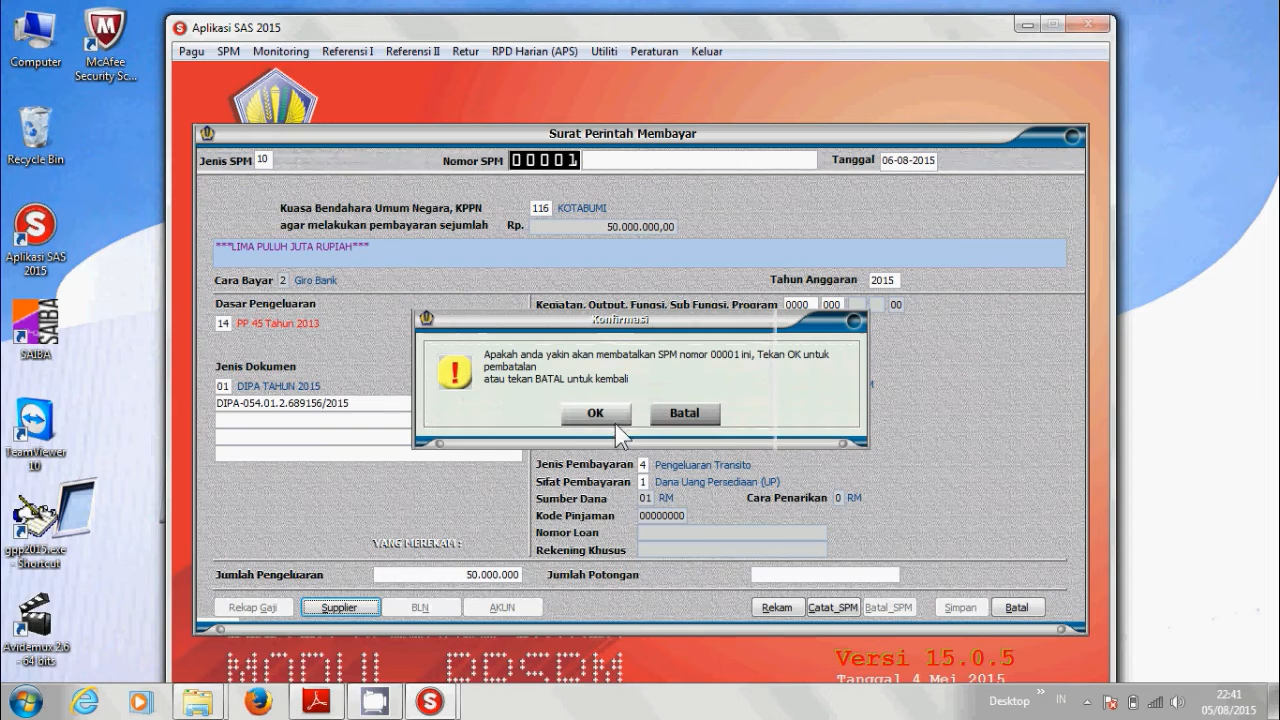 Computer
McAfee
Security Sc...
Recycle Bin
Aplikasi SAS
2015
SAIBA
SAIBA
TeamViewer
10
gpp2015.exe
- Shortcut
Avidemux 2.6
- 64 bits
Aplikasi SAS 2015
Pagu SPM Monitoring Referensi I Referensi II Retur RPD Harian (APS) Utiliti Peraturan Keluar
Surat Perintah Membayar
Jenis SPM 10 Nomor SPM 00001 Tanggal 06-08-2015
Kuasa Bendahara Umum Negara, KPPN 116 KOTABUMI
agar melakukan pembayaran sejumlah Rp. 50.000.000,00
***LIMA PULUH JUTA RUPIAH***
Cara Bayar 2 Giro Bank Tahun Anggaran 2015
Dasar Pengeluaran Kegiatan, Output, Fungsi, Sub Fungsi, Program 0000 000 00
14 PP 45 Tahun 2013
Konfirmasi
Apakah anda yakin akan membatalkan SPM nomor 00001 ini, Tekan OK untuk
pembatalan
atau tekan BATAL untuk kembali
OK Batal
Jenis Dokumen
01 DIPA TAHUN 2015
DIPA-054.01.2.689156/2015
Jenis Pembayaran 4 Pengeluaran Transito
Sifat Pembayaran 1 Dana Uang Persediaan (UP)
Sumber Dana 01 RM Cara Penarikan 0 RM
Kode Pinjaman 00000000
Nomor Loan
YANG MEREKAM :
Rekening Khusus
Jumlah Pengeluaran 50.000.000 Jumlah Potongan
Rekap Gaji Supplier BLN AKUN Rekam Catat_SPM Batal_SPM Simpan Batal
Versi 15.0.5
Tanggal 4 Mei 2015
Desktop IN 22:41
05/08/2015